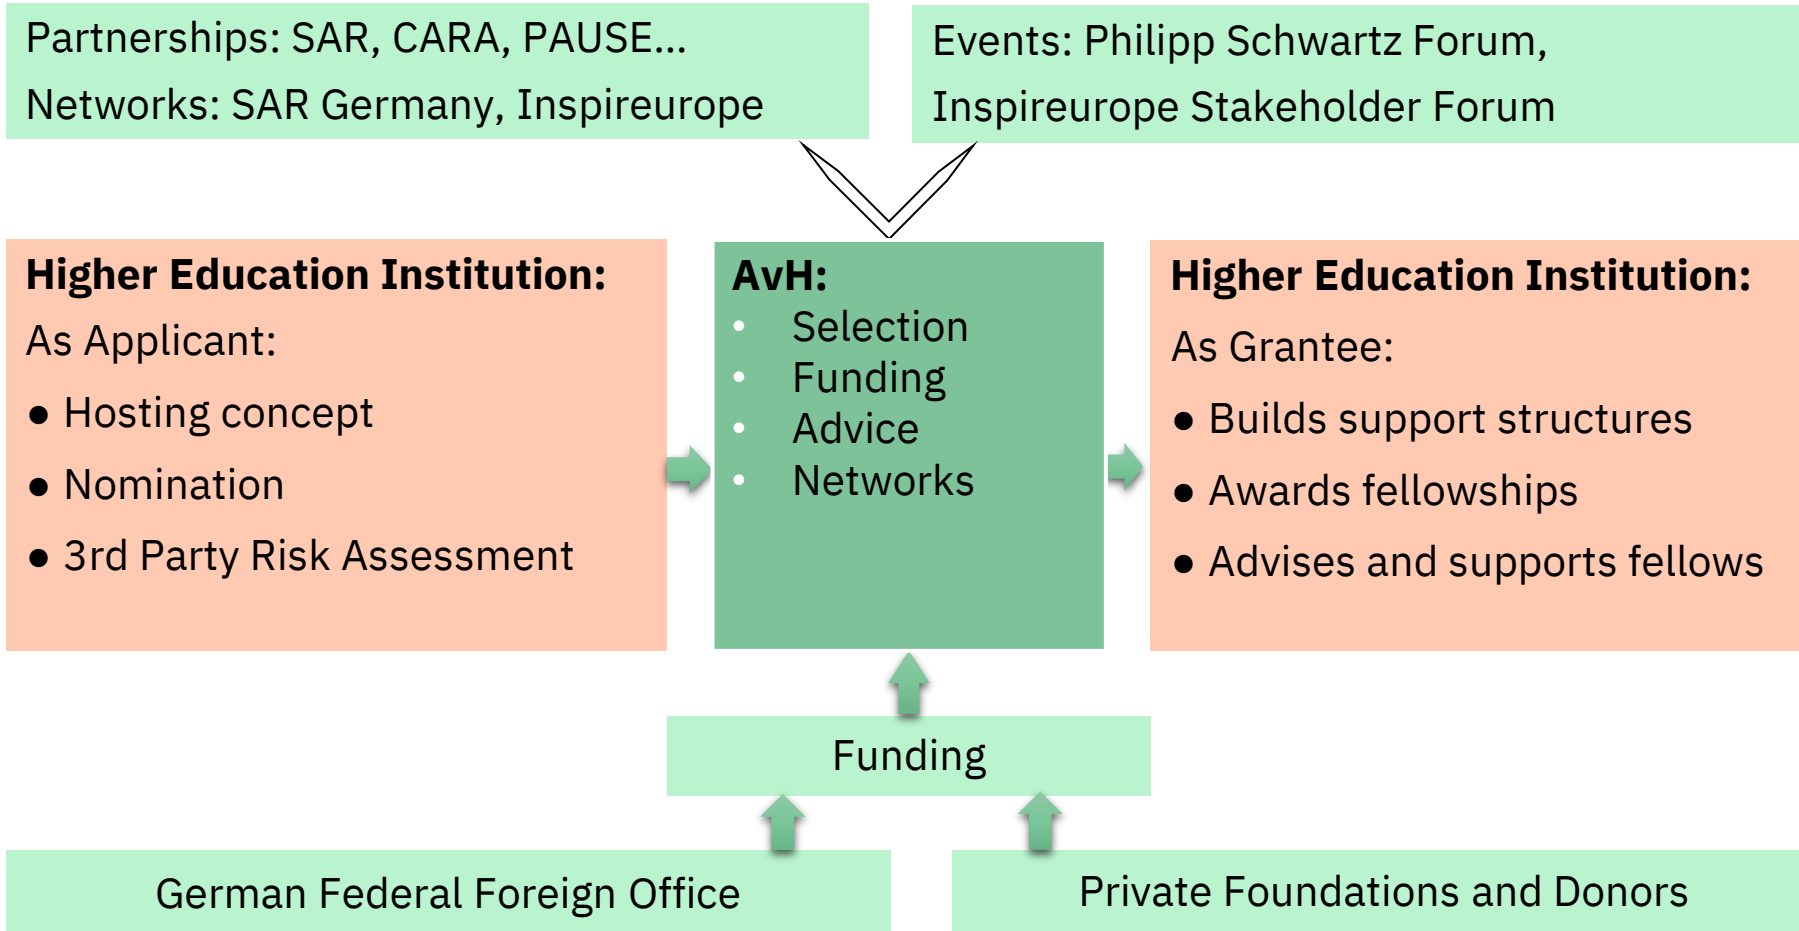 Partnerships: SAR, CARA, PAUSE...
Networks: SAR Germany, Inspireurope
Events: Philipp Schwartz Forum,
Inspireurope Stakeholder Forum
Higher Education Institution:
As Applicant:
● Hosting concept
● Nomination
● 3rd Party Risk Assessment
AvH:
• Selection
• Funding
• Advice
• Networks
Higher Education Institution:
As Grantee:
● Builds support structures
● Awards fellowships
● Advises and supports fellows
Funding
German Federal Foreign Office
Private Foundations and Donors